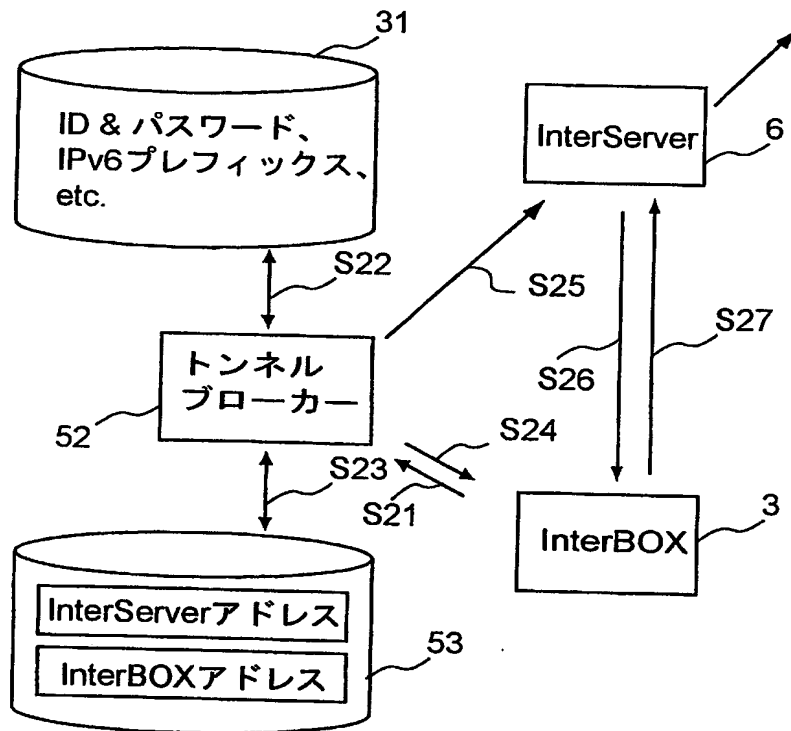 31
ID & パスワード、
IPv6プレフィックス、
etc.
InterServer
6
S22
S25
S27
トンネル
ブローカー
S26
52
S24
S23
S21
3
InterBOX
InterServerアドレス
InterBOXアドレス
53